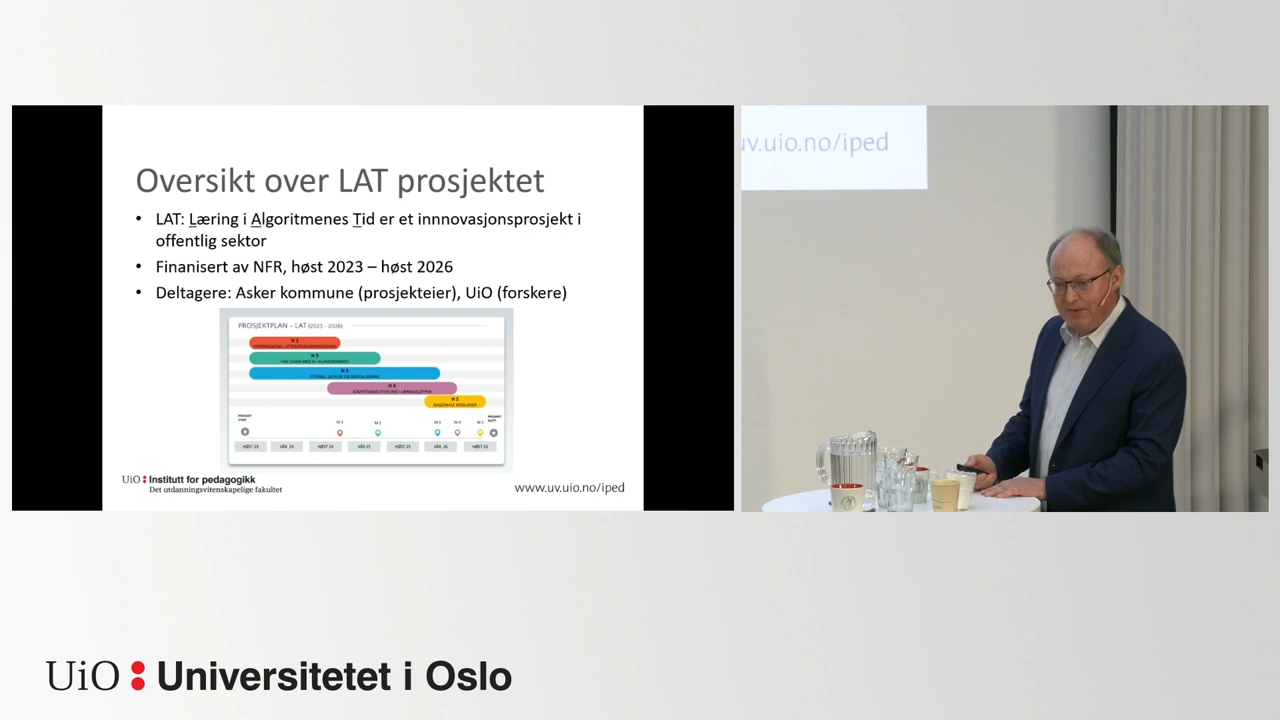 Oversikt over LAT prosjektet
• LAT: Læring i Algoritmenes Tid er et innnovasjonsprosjekt i
offentlig sektor
• Finansiert av NFR, høst 2023 – høst 2026
• Deltagere: Asker kommune (prosjekteier), UiO (forskere)
PROSJEKTPLAN – LAT (2023 - 2026)
HØST 23 VÅR 24 HØST 24 VÅR 25 HØST 25 VÅR 26 HØST 26
UiO Institutt for pedagogikk
Det utdanningsvitenskapelige fakultet
www.uv.uio.no/iped
uv.uio.no/iped
UiO Universitetet i Oslo